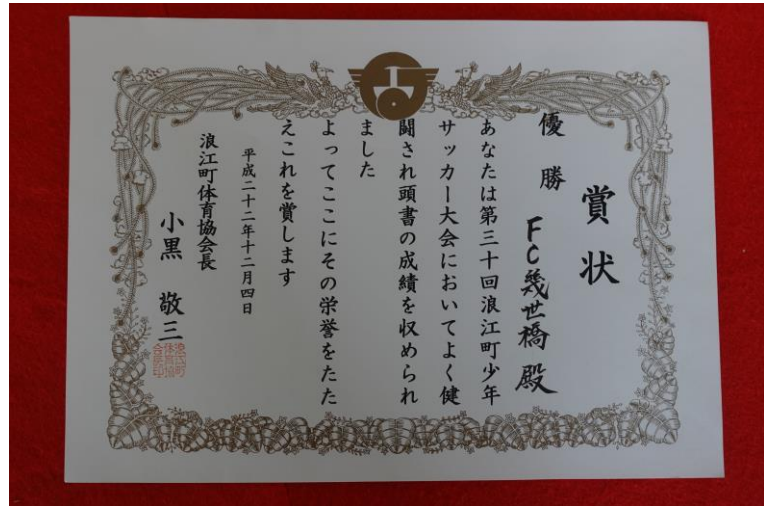 賞状
優勝
FC幾世橋殿
あなたは第三十回浪江町少年
サッカー大会においてよく健
闘され頭書の成績を収められ
ました
よってここにその栄誉をたた
えこれを賞します
平成二十二年十二月四日
浪江町体育協会長
小黒敬三